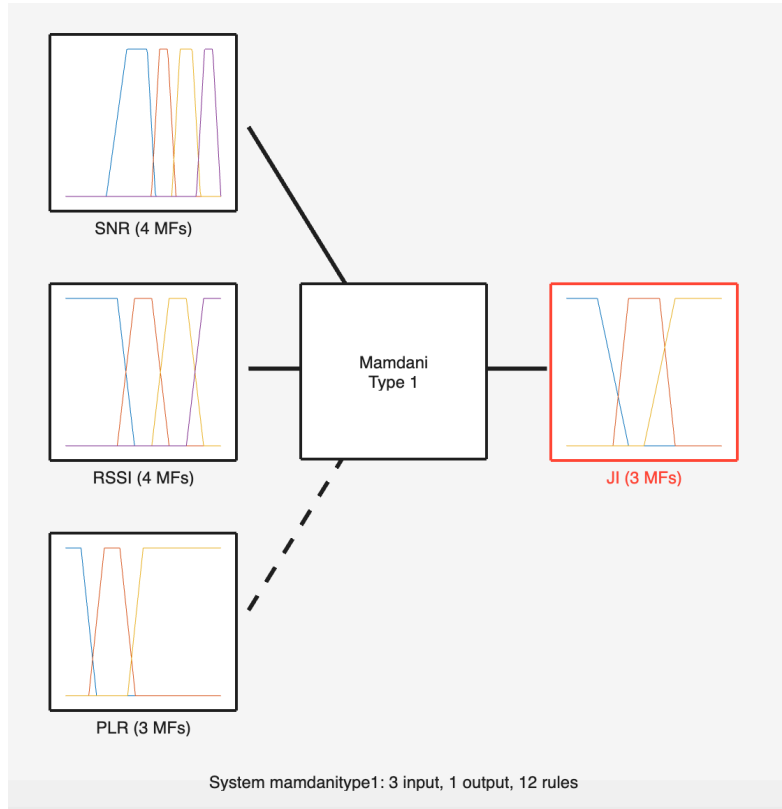 SNR (4 MFs)
RSSI (4 MFs)
Mamdani
Type 1
JI (3 MFs)
PLR (3 MFs)
System mamdanitype1: 3 input, 1 output, 12 rules